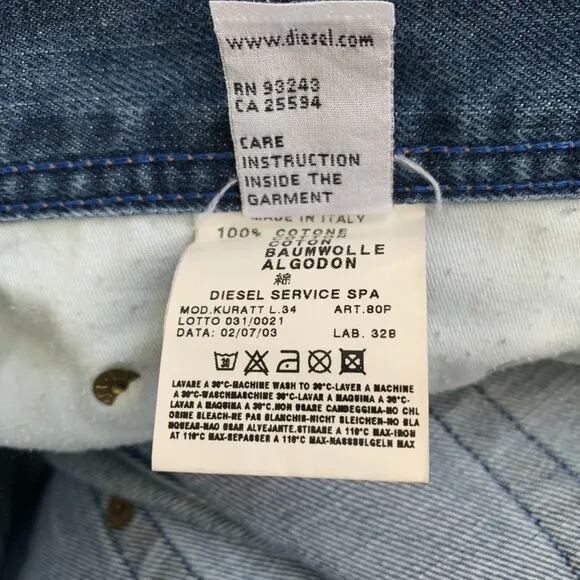 www.diesel.com
RN 93243
CA 25594
CARE
INSTRUCTION
INSIDE THE
GARMENT
MADE IN ITALY
100% COTONE
COTON
BAUMWOLLE
ALGODON
綿
DIESEL SERVICE SPA
MOD.KURATT L.34 ART.80P
LOTTO 031/0021
DATA: 02/07/03 LAB. 328
30
LAVARE A 30°C-MACHINE WASH TO 30°C-LAVER A MACHINE
A 30°C-WASCHMASCHINE 30°C-LAVAR A MAQUINA A 30°C-
LAVAR A MAQUINA A 30°C.NON USARE CANDEGGINA-NO CHL
ORINE BLEACH-NE PAS BLANCHIR-NICHT BLEICHEN-NO BLA
NQUEAR-NAO USAR ALVEJANTE.STIRARE A 110°C MAX-IRON
AT 110°C MAX-REPASSER A 110°C MAX-NASSBUGELN MAX